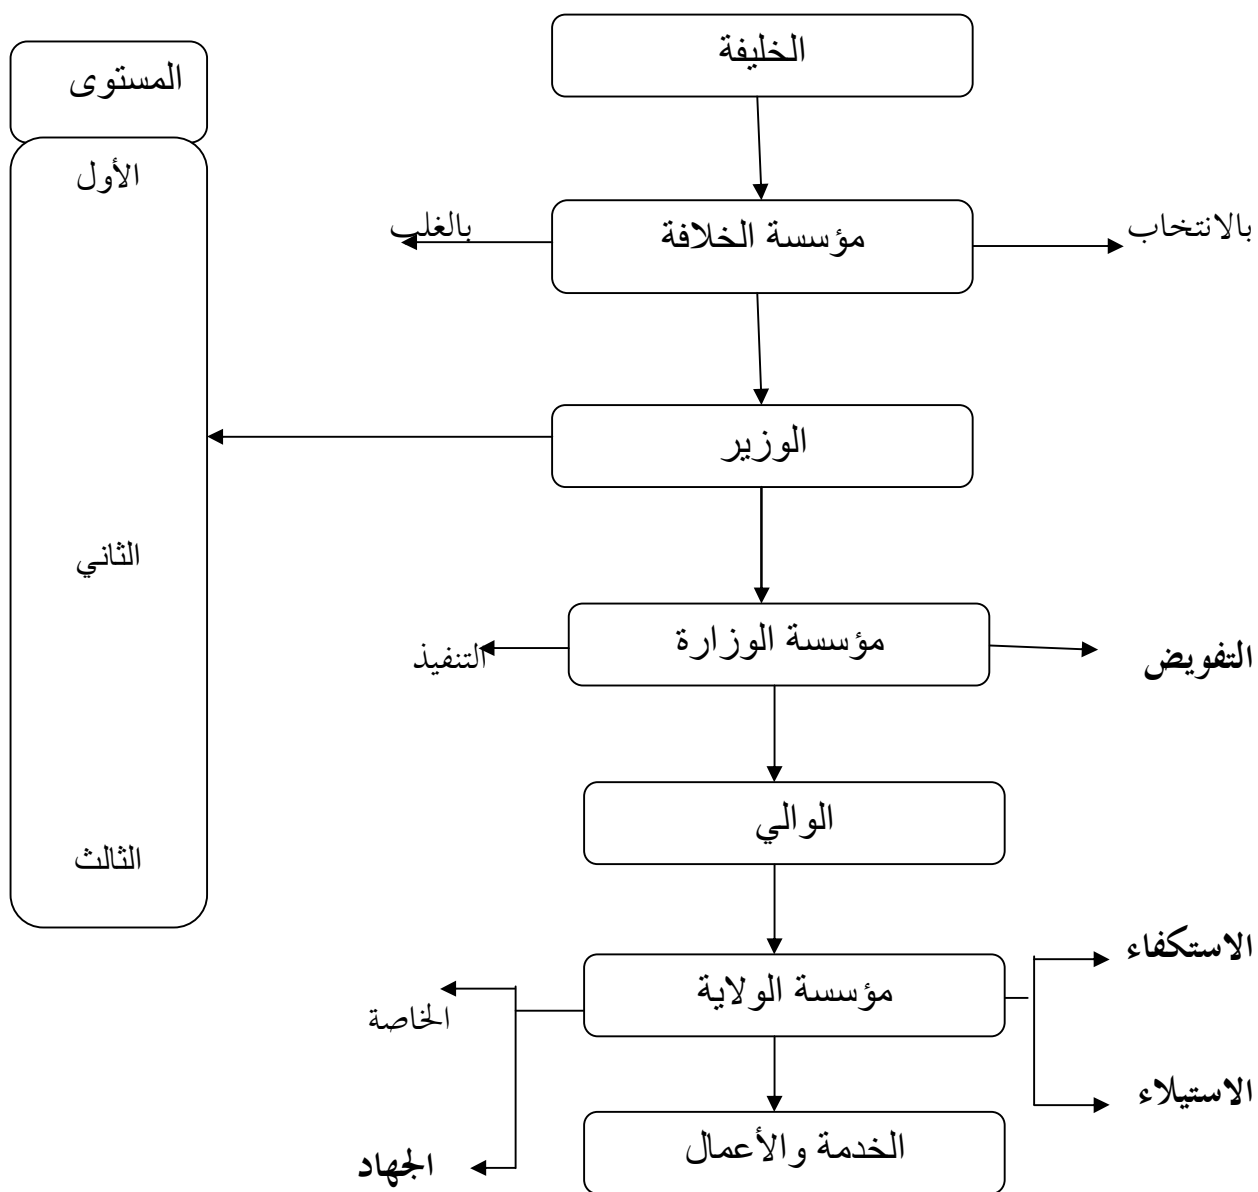 الخليفة
المستوى
الأول
بالانتخاب
مؤسسة الخلافة
بالغلب
الوزير
الثاني
التفويض
مؤسسة الوزارة
التنفيذ
الوالي
الثالث
الاستكفاء
مؤسسة الولاية
الخاصة
الاستيلاء
الخدمة والأعمال
الجهاد